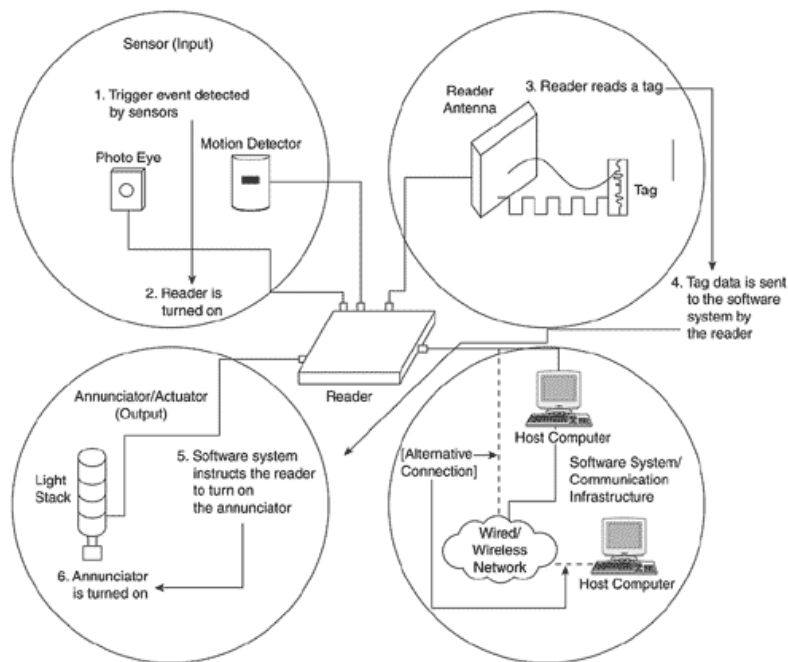 Sensor (Input)
1. Trigger event detected
by sensors
Photo Eye
Motion Detector
2. Reader is
turned on
Reader
Antenna
3. Reader reads a tag
Tag
4. Tag data is sent
to the software
system by
the reader
Reader
Annunciator/Actuator
(Output)
Light
Stack
5. Software system
instructs the reader
to turn on
the annunciator
6. Annunciator
is turned on
Host Computer
[Alternative
Connection]
Software System/
Communication
Infrastructure
Wired/
Wireless
Network
Host Computer